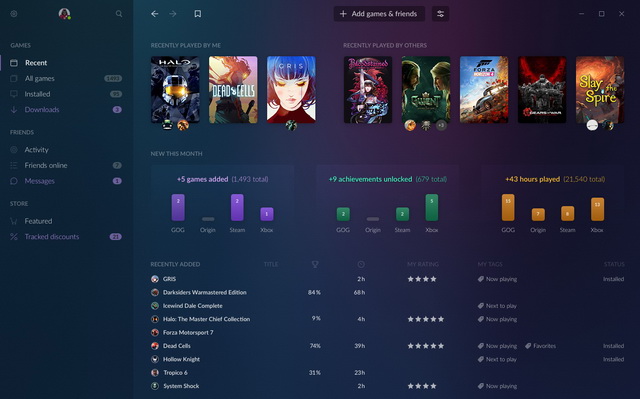 + Add games & friends
GAMES
Recent
All games 1,493
Installed
Downloads 3
FRIENDS
Activity
Friends online
Messages 1
STORE
Featured
Tracked discounts 21
RECENTLY PLAYED BY ME
RECENTLY PLAYED BY OTHERS
HALO
DEAD CELLS
GRIS
Bloodstained
GWENT
FORZA
HORIZON 4
GEARS OF WAR
Slay the Spire
NEW THIS MONTH
+5 games added (1,493 total)
2 2 1
GOG Origin Steam Xbox
+9 achievements unlocked (679 total)
2 2 5
GOG Origin Steam Xbox
+43 hours played (21,540 total)
15 7 8 13
GOG Origin Steam Xbox
RECENTLY ADDED TITLE MY RATING MY TAGS STATUS
GRIS 2h Now playing Installed
Darksiders Warmastered Edition 84% 68h
Icewind Dale Complete Next to play
Halo: The Master Chief Collection 9% 4h Now playing
Forza Motorsport 7
Dead Cells 74% 39h Now playing Favorites Installed
Hollow Knight Next to play Installed
Tropico 6 31% 23h
System Shock 2h Now playing